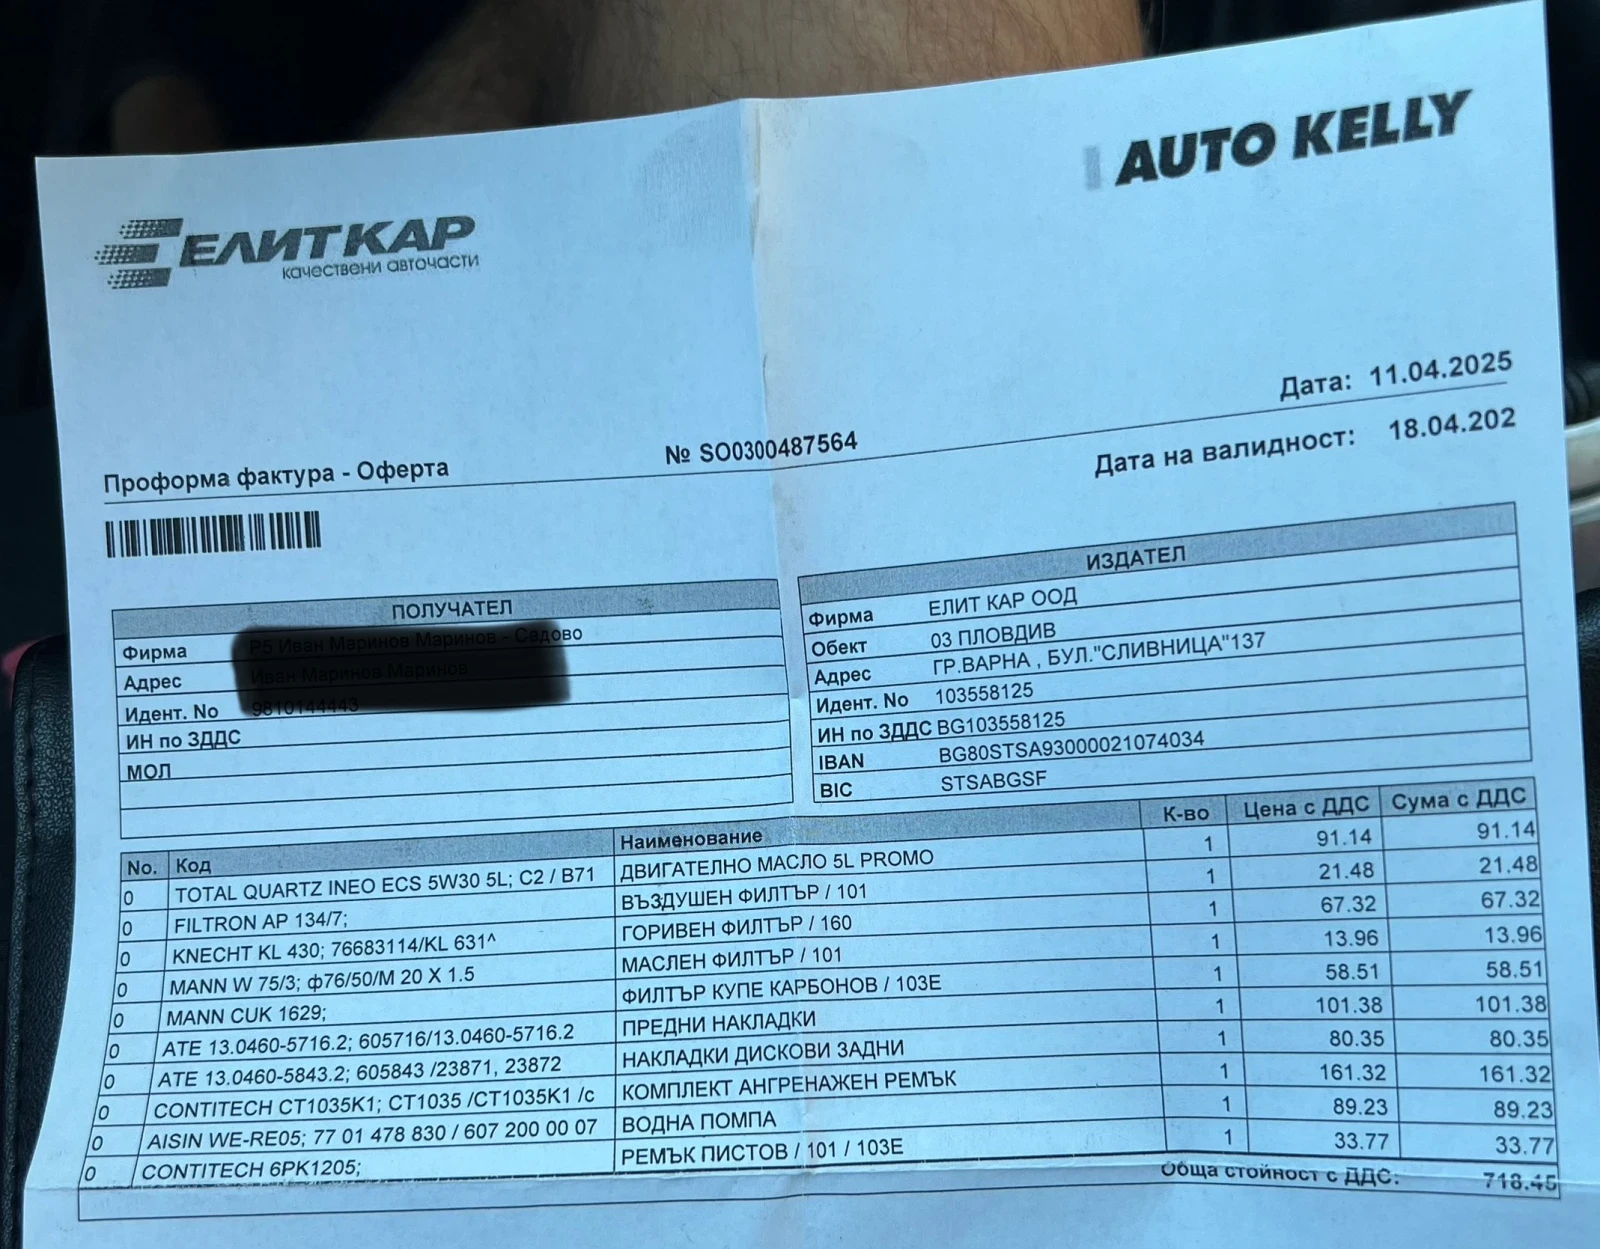 AUTO KELLY
ЕЛИТ КАР
качествени авточасти
Дата: 11.04.2025
Проформа фактура - Оферта № SO0300487564
Дата на валидност: 18.04.202
ПОЛУЧАТЕЛ
Фирма
Адрес
Идент. No
ИН по ЗДДС
МОЛ
ИЗДАТЕЛ
Фирма ЕЛИТ КАР ООД
Обект 03 ПЛОВДИВ
Адрес ГР.ВАРНА , БУЛ."СЛИВНИЦА"137
Идент. No 103558125
ИН по ЗДДС BG103558125
IBAN BG80STSA93000021074034
BIC STSABGSF
No. Код Наименование К-во Цена с ДДС Сума с ДДС
0 TOTAL QUARTZ INEO ECS 5W30 5L; C2 / B71 ДВИГАТЕЛНО МАСЛО 5L PROMO 1 91.14 91.14
0 FILTRON AP 134/7; ВЪЗДУШЕН ФИЛТЪР / 101 1 21.48 21.48
0 KNECHT KL 430; 76683114/KL 631^ ГОРИВЕН ФИЛТЪР / 160 1 67.32 67.32
0 MANN W 75/3; ф76/50/M 20 X 1.5 МАСЛЕН ФИЛТЪР / 101 1 13.96 13.96
0 MANN CUK 1629; ФИЛТЪР КУПЕ КАРБОНОВ / 103E 1 58.51 58.51
0 ATE 13.0460-5716.2; 605716/13.0460-5716.2 ПРЕДНИ НАКЛАДКИ 1 101.38 101.38
0 ATE 13.0460-5843.2; 605843 /23871, 23872 НАКЛАДКИ ДИСКОВИ ЗАДНИ 1 80.35 80.35
0 CONTITECH CT1035K1; CT1035 /CT1035K1 /c КОМПЛЕКТ АНГРЕНАЖЕН РЕМЪК 1 161.32 161.32
0 AISIN WE-RE05; 77 01 478 830 / 607 200 00 07 ВОДНА ПОМПА 1 89.23 89.23
0 CONTITECH 6PK1205; РЕМЪК ПИСТОВ / 101 / 103E 1 33.77 33.77
Обща стойност с ДДС: 718.45